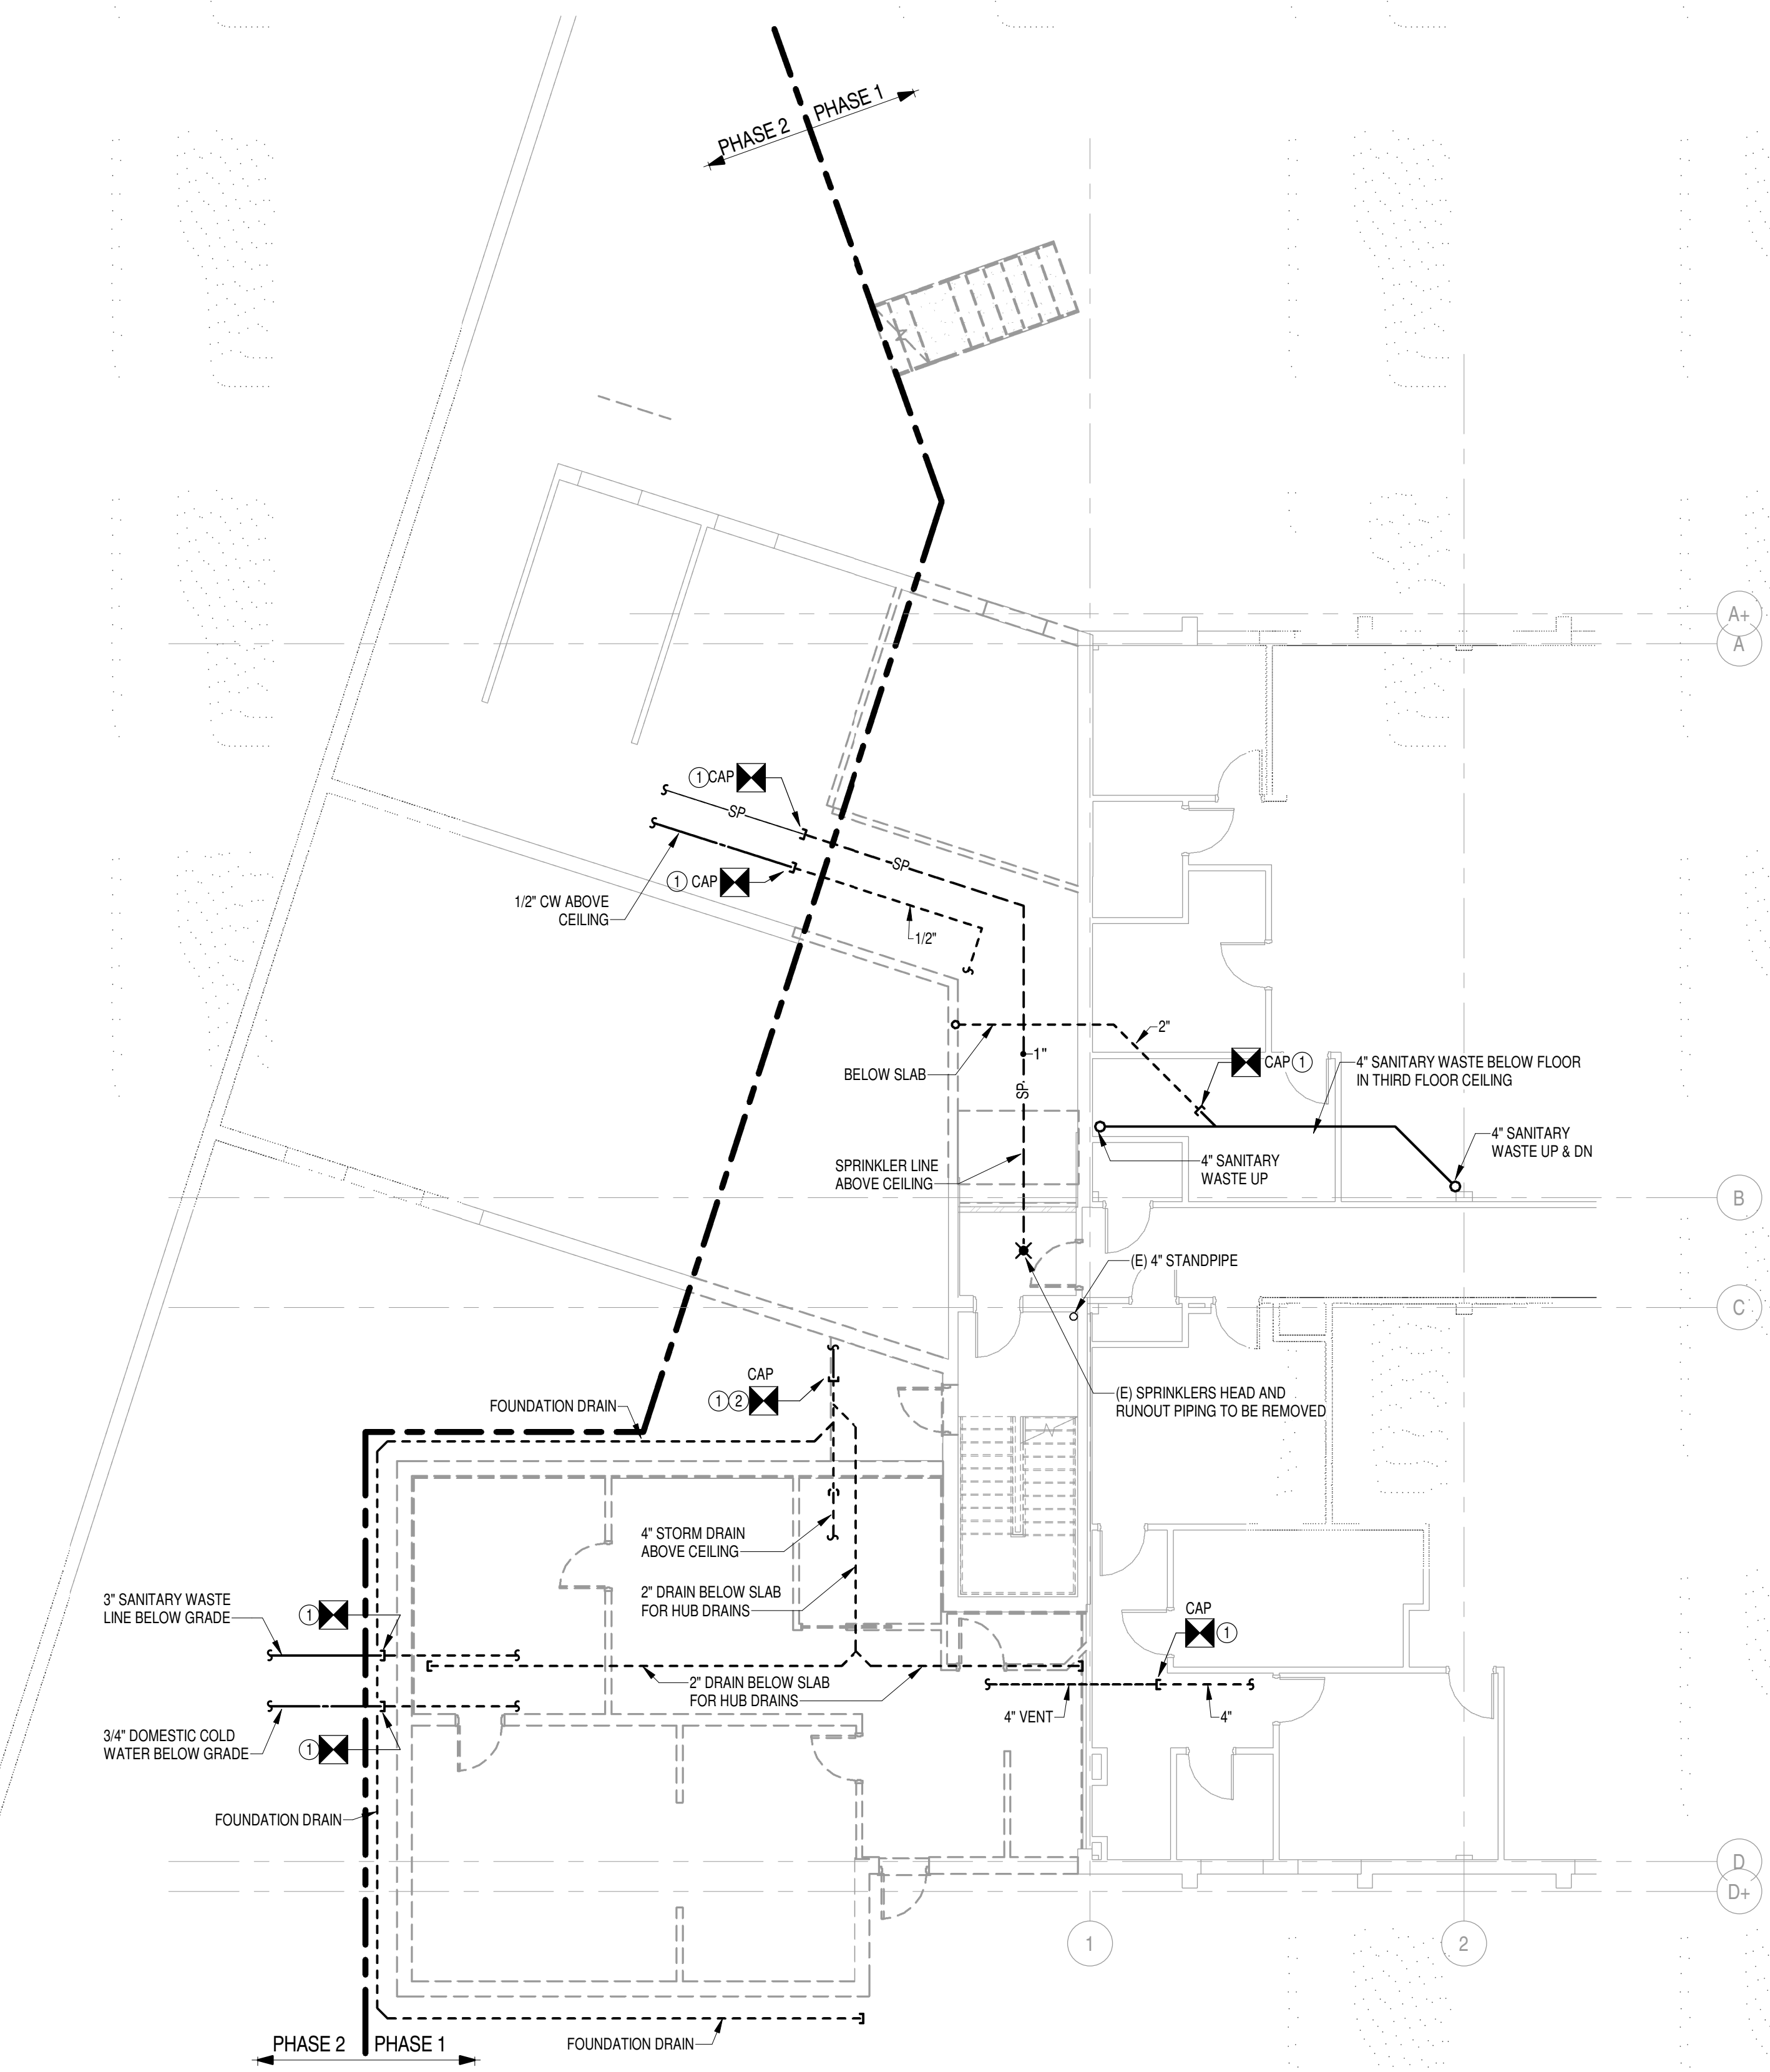 PHASE 2
PHASE 1
A+
A
1 CAP
SP
1 CAP
SP
1/2" CW ABOVE
CEILING
1/2"
2"
BELOW SLAB
1"
CAP 1
4" SANITARY WASTE BELOW FLOOR
IN THIRD FLOOR CEILING
SP
4" SANITARY
WASTE UP & DN
SPRINKLER LINE
ABOVE CEILING
4" SANITARY
WASTE UP
B
(E) 4" STANDPIPE
C
CAP
1 2
FOUNDATION DRAIN
(E) SPRINKLERS HEAD AND
RUNOUT PIPING TO BE REMOVED
4" STORM DRAIN
ABOVE CEILING
2" DRAIN BELOW SLAB
FOR HUB DRAINS
3" SANITARY WASTE
LINE BELOW GRADE
1
CAP
1
2" DRAIN BELOW SLAB
FOR HUB DRAINS
4" VENT
4"
3/4" DOMESTIC COLD
WATER BELOW GRADE
1
FOUNDATION DRAIN
D
D+
1
2
FOUNDATION DRAIN
PHASE 2
PHASE 1